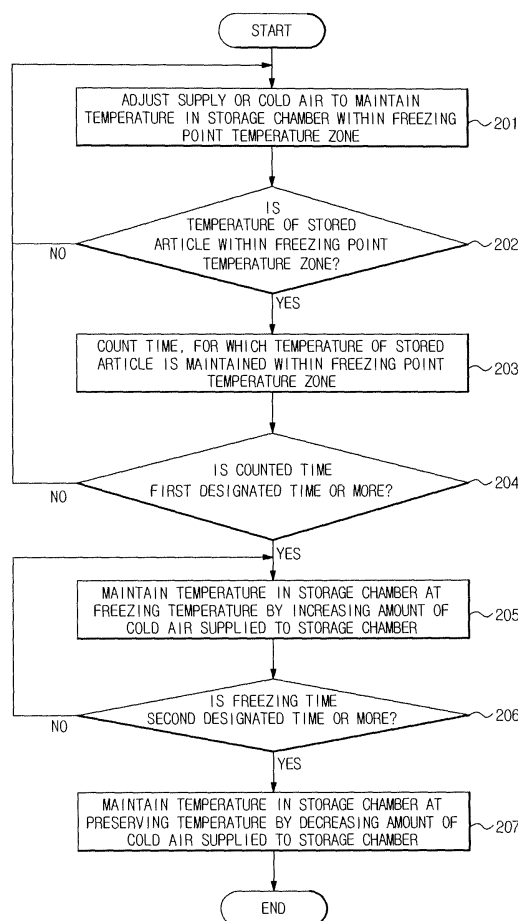 START
ADJUST SUPPLY OR COLD AIR TO MAINTAIN
TEMPERATURE IN STORAGE CHAMBER WITHIN FREEZING
POINT TEMPERATURE ZONE
201
IS
TEMPERATURE OF STORED
ARTICLE WITHIN FREEZING POINT
TEMPERATURE ZONE?
202
NO
YES
COUNT TIME, FOR WHICH TEMPERATURE OF STORED
ARTICLE IS MAINTAINED WITHIN FREEZING POINT
TEMPERATURE ZONE
203
IS COUNTED TIME
FIRST DESIGNATED TIME OR MORE?
204
NO
YES
MAINTAIN TEMPERATURE IN STORAGE CHAMBER AT
FREEZING TEMPERATURE BY INCREASING AMOUNT OF
COLD AIR SUPPLIED TO STORAGE CHAMBER
205
IS FREEZING TIME
SECOND DESIGNATED TIME OR MORE?
206
NO
YES
MAINTAIN TEMPERATURE IN STORAGE CHAMBER AT
PRESERVING TEMPERATURE BY DECREASING AMOUNT OF
COLD AIR SUPPLIED TO STORAGE CHAMBER
207
END